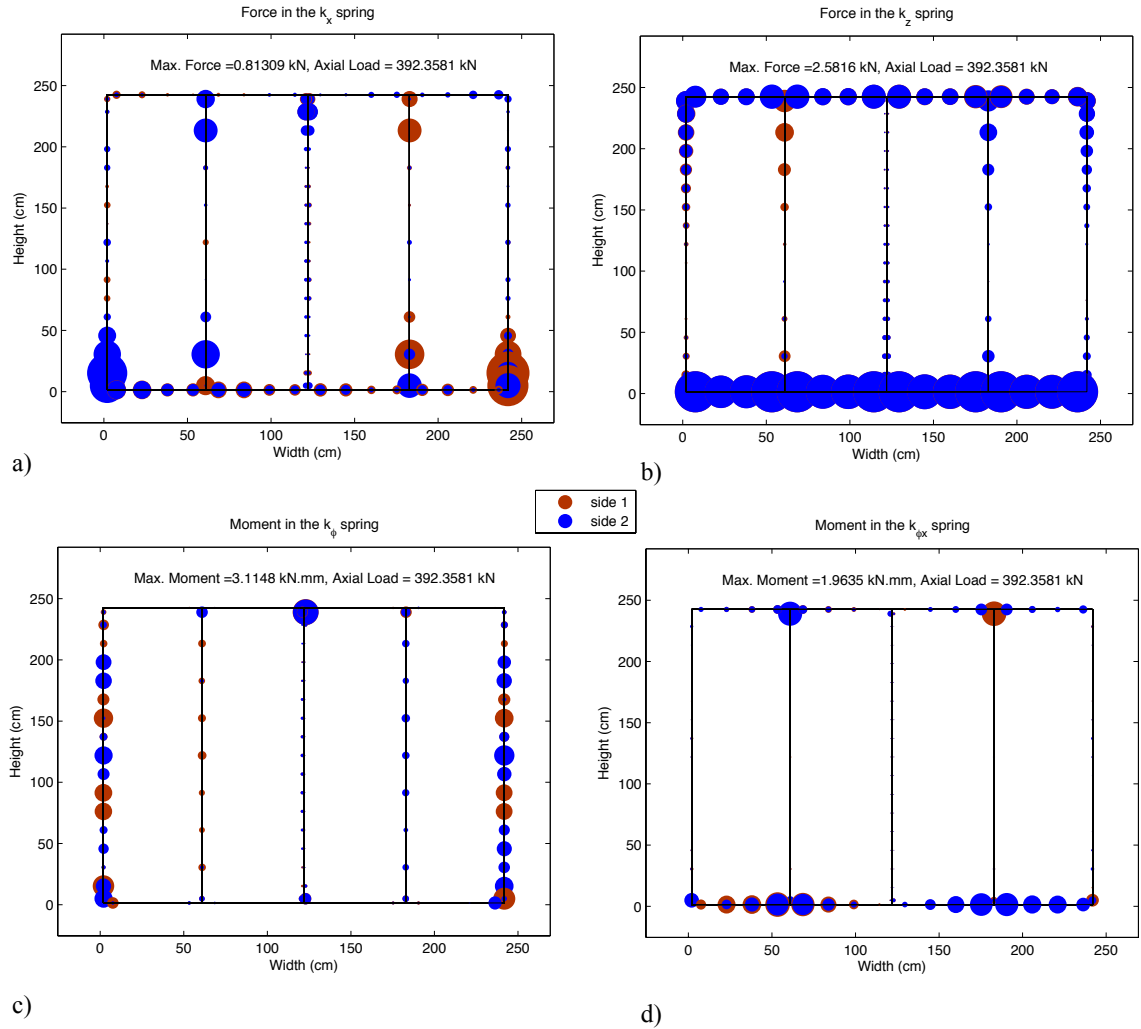 Force in the kx spring
Max. Force =0.81309 kN, Axial Load = 392.3581 kN
Height (cm)
250
200
150
100
50
0
0 50 100 150 200 250
Width (cm)
a)
Force in the kz spring
Max. Force =2.5816 kN, Axial Load = 392.3581 kN
Height (cm)
250
200
150
100
50
0
0 50 100 150 200 250
Width (cm)
b)
side 1
side 2
Moment in the kϕ spring
Max. Moment =3.1148 kN.mm, Axial Load = 392.3581 kN
Height (cm)
250
200
150
100
50
0
0 50 100 150 200 250
Width (cm)
c)
Moment in the kϕx spring
Max. Moment =1.9635 kN.mm, Axial Load = 392.3581 kN
Height (cm)
250
200
150
100
50
0
0 50 100 150 200 250
Width (cm)
d)